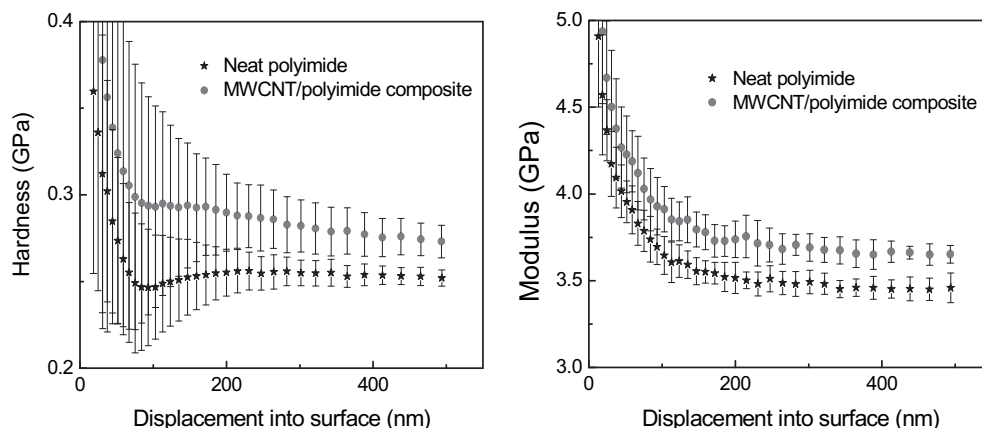 0.4
0.3
0.2
Hardness (GPa)
Neat polyimide
MWCNT/polyimide composite
0
200
400
Displacement into surface (nm)
5.0
4.5
4.0
3.5
3.0
Modulus (GPa)
Neat polyimide
MWCNT/polyimide composite
0
200
400
Displacement into surface (nm)